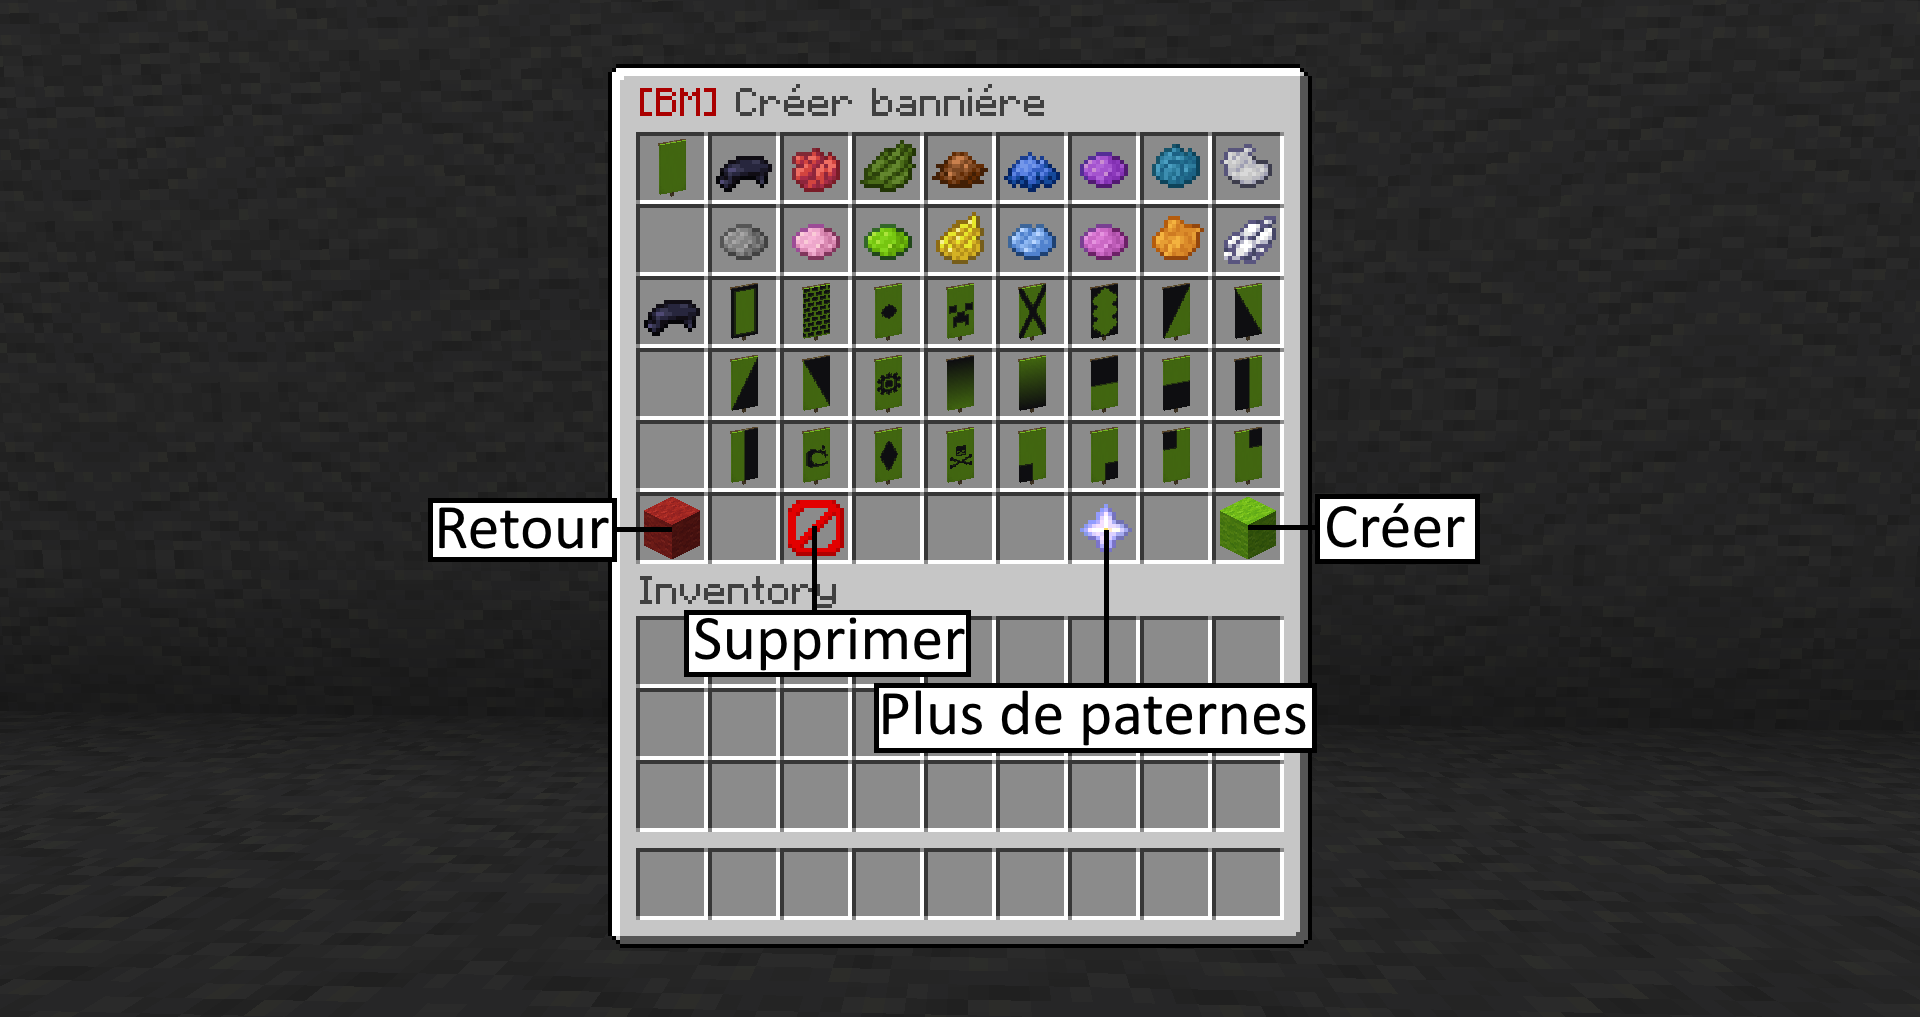 [BM] Créer banniére
Retour
Créer
Inventory
Supprimer
Plus de paternes